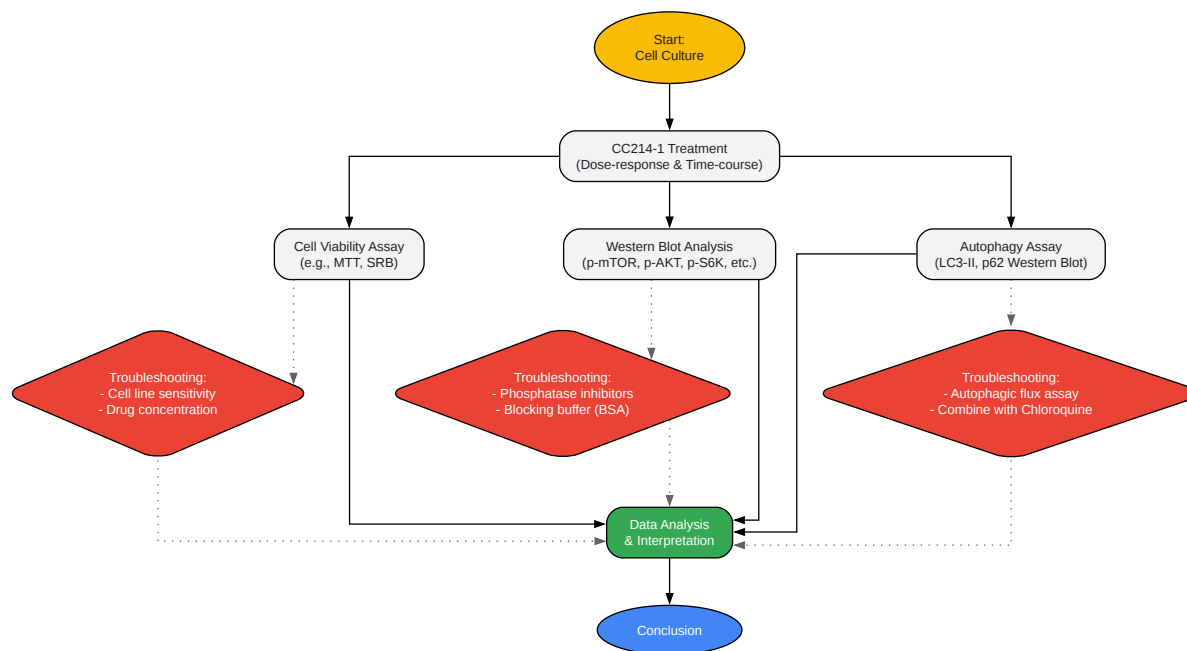 Start:
Cell Culture
CC214-1 Treatment
(Dose-response & Time-course)
Cell Viability Assay
(e.g., MTT, SRB)
Western Blot Analysis
(p-mTOR, p-AKT, p-S6K, etc.)
Autophagy Assay
(LC3-II, p62 Western Blot)
Troubleshooting:
- Cell line sensitivity
- Drug concentration
Troubleshooting:
- Phosphatase inhibitors
- Blocking buffer (BSA)
Troubleshooting:
- Autophagic flux assay
- Combine with Chloroquine
Data Analysis
& Interpretation
Conclusion